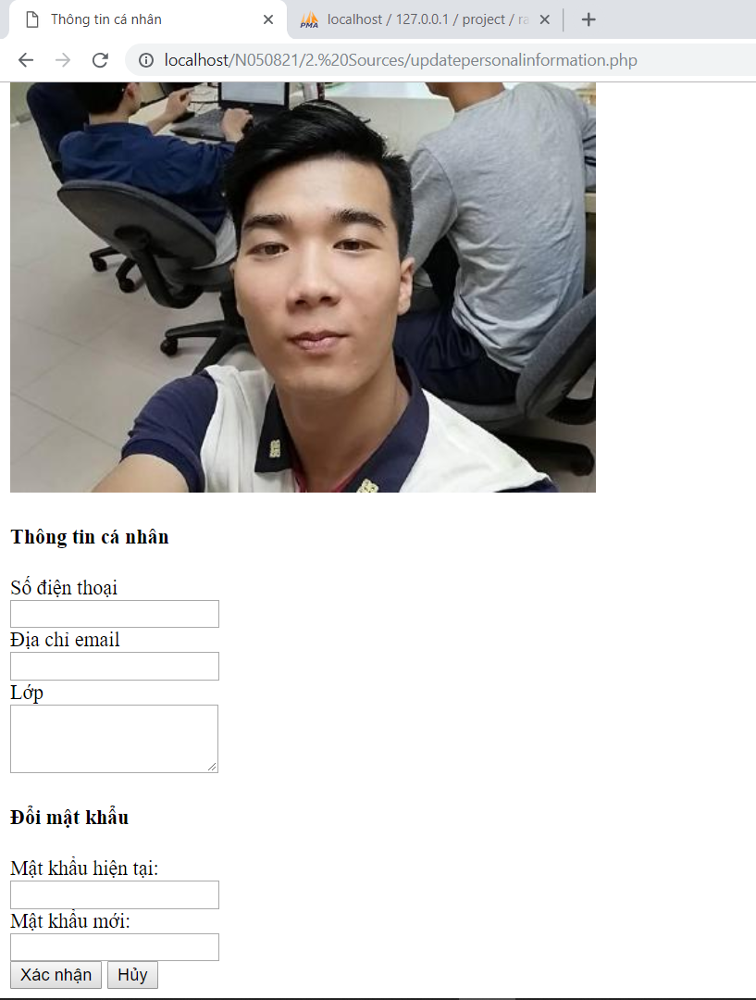 Thông tin cá nhân
PMA localhost / 127.0.0.1 / project / ra
localhost/N050821/2.%20Sources/updatepersonalinformation.php
Thông tin cá nhân
Số điện thoại
Địa chỉ email
Lớp
Đổi mật khẩu
Mật khẩu hiện tại:
Mật khẩu mới:
Xác nhận Hủy